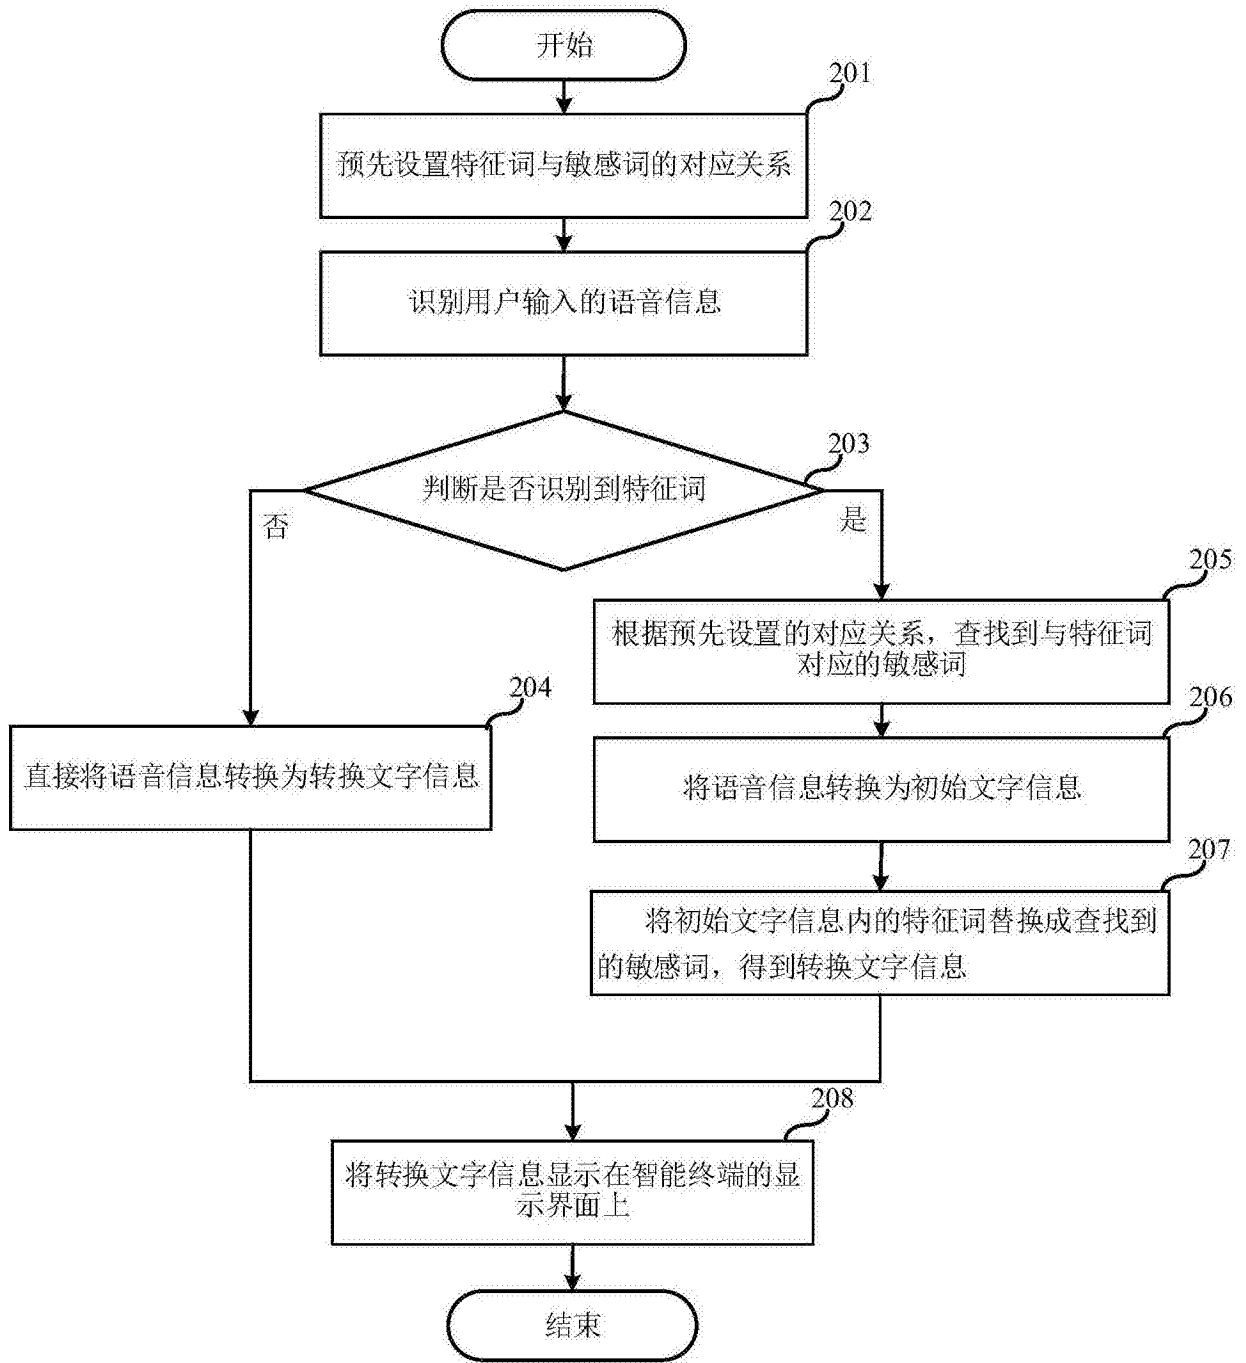 开始
201
预先设置特征词与敏感词的对应关系
202
识别用户输入的语音信息
203
判断是否识别到特征词
否
是
205
根据预先设置的对应关系，查找到与特征词
对应的敏感词
204
直接将语音信息转换为转换文字信息
206
将语音信息转换为初始文字信息
207
将初始文字信息内的特征词替换成查找到
的敏感词，得到转换文字信息
208
将转换文字信息显示在智能终端的显
示界面上
结束